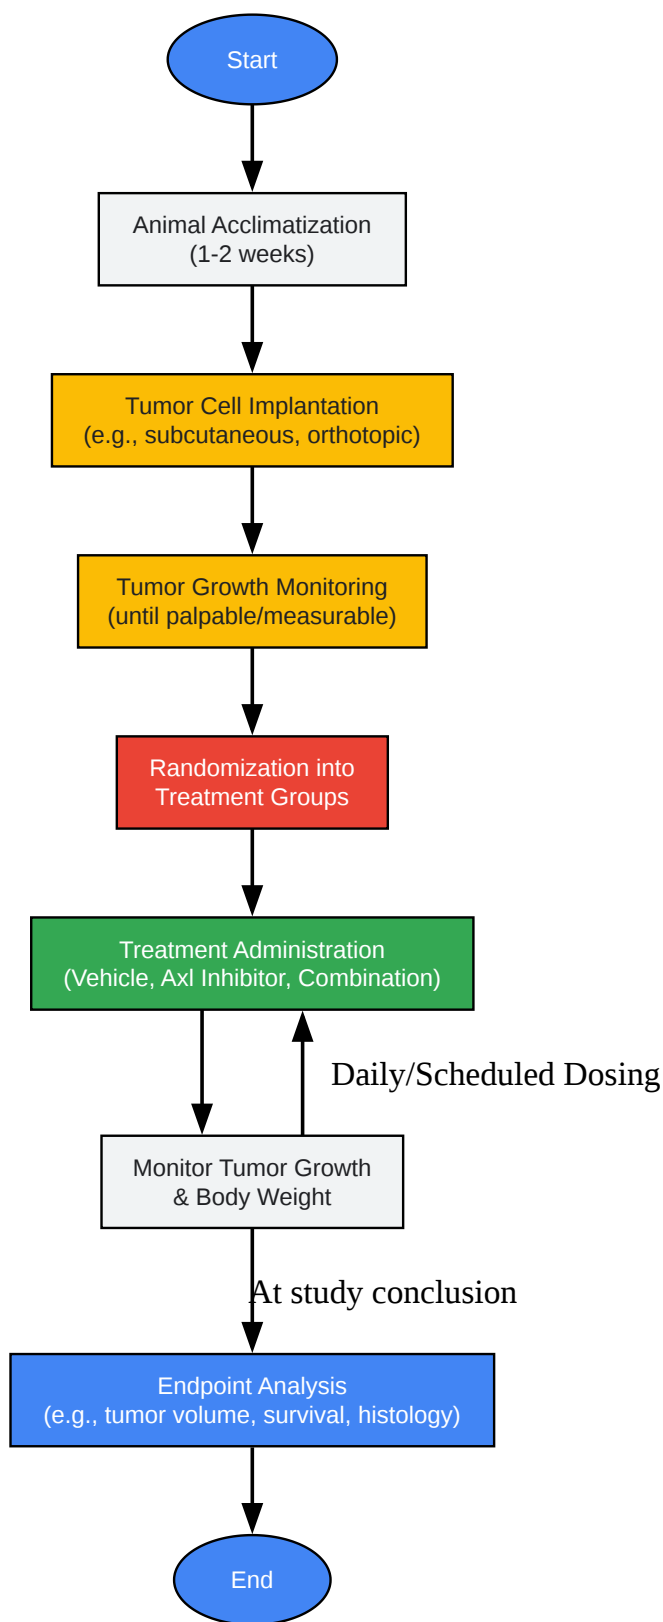 Start
Animal Acclimatization
(1-2 weeks)
Tumor Cell Implantation
(e.g., subcutaneous, orthotopic)
Tumor Growth Monitoring
(until palpable/measurable)
Randomization into
Treatment Groups
Treatment Administration
(Vehicle, Axl Inhibitor, Combination)
Daily/Scheduled Dosing
Monitor Tumor Growth
& Body Weight
At study conclusion
Endpoint Analysis
(e.g., tumor volume, survival, histology)
End